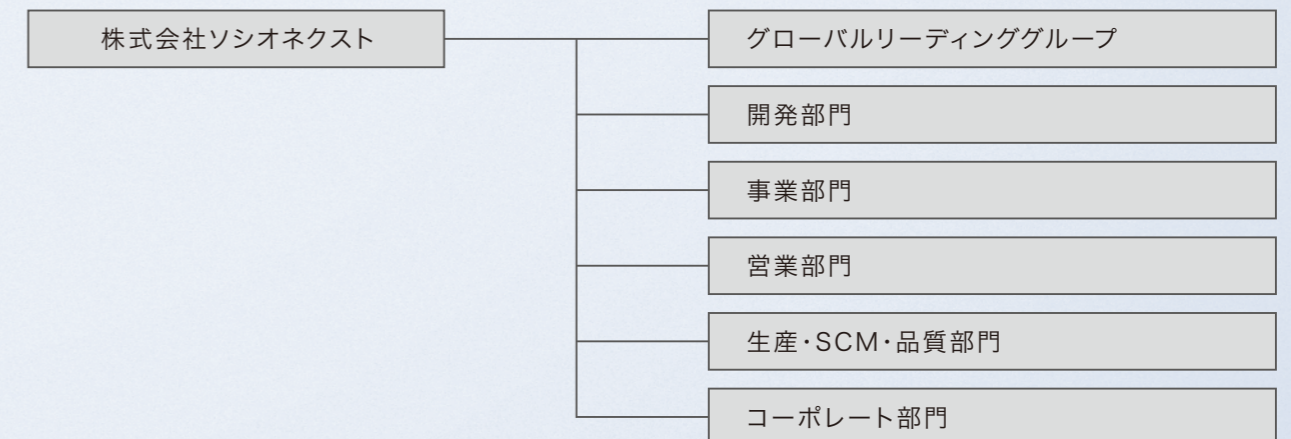 株式会社ソシオネクスト
グローバルリーディンググループ
開発部門
事業部門
営業部門
生産・SCM・品質部門
コーポレート部門